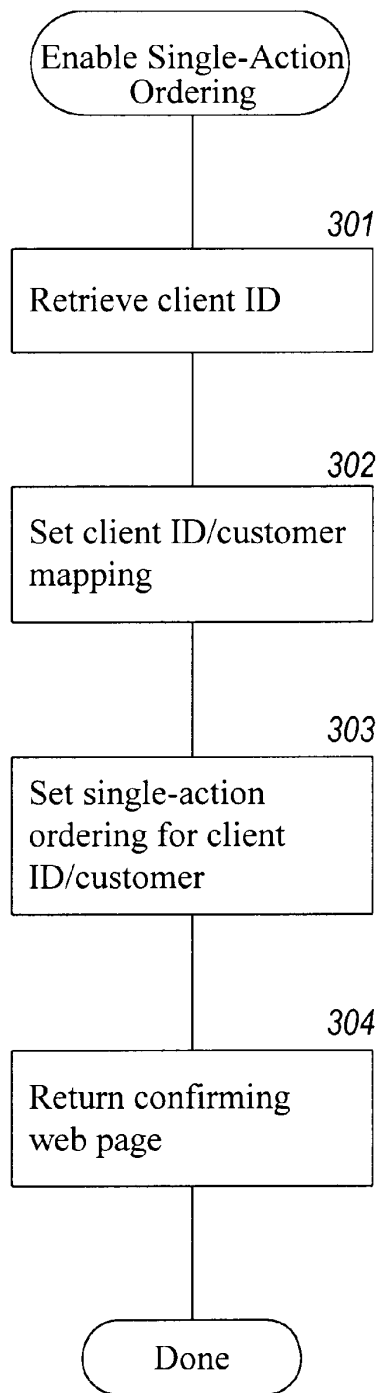 Enable Single-Action
Ordering
301
Retrieve client ID
302
Set client ID/customer
mapping
303
Set single-action
ordering for client
ID/customer
304
Return confirming
web page
Done